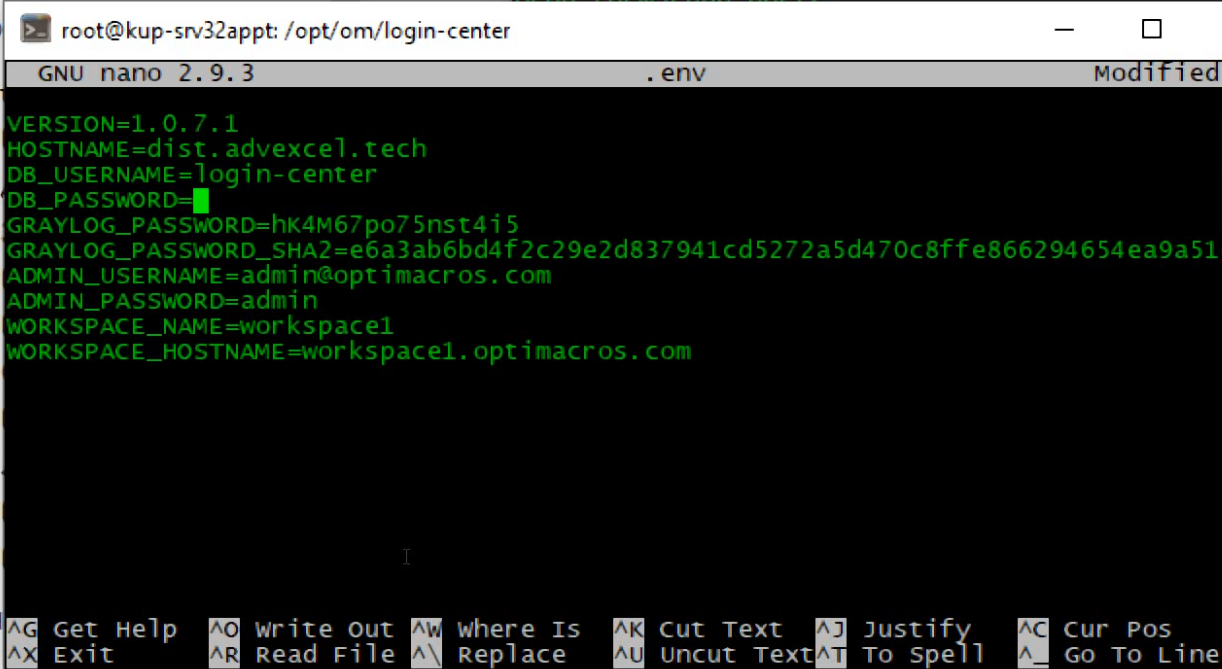 root@kup-srv32appt: /opt/om/login-center
GNU nano 2.9.3 .env Modified
VERSION=1.0.7.1
HOSTNAME=dist.advexcel.tech
DB_USERNAME=login-center
DB_PASSWORD=
GRAYLOG_PASSWORD=hK4M67po75nst4i5
GRAYLOG_PASSWORD_SHA2=e6a3ab6bd4f2c29e2d837941cd5272a5d470c8ffe866294654ea9a51
ADMIN_USERNAME=admin@optimacros.com
ADMIN_PASSWORD=admin
WORKSPACE_NAME=workspace1
WORKSPACE_HOSTNAME=workspace1.optimacros.com
^G Get Help ^O Write Out ^W Where Is ^K Cut Text ^J Justify ^C Cur Pos
^X Exit ^R Read File ^\ Replace ^U Uncut Text ^T To Spell ^_ Go To Line